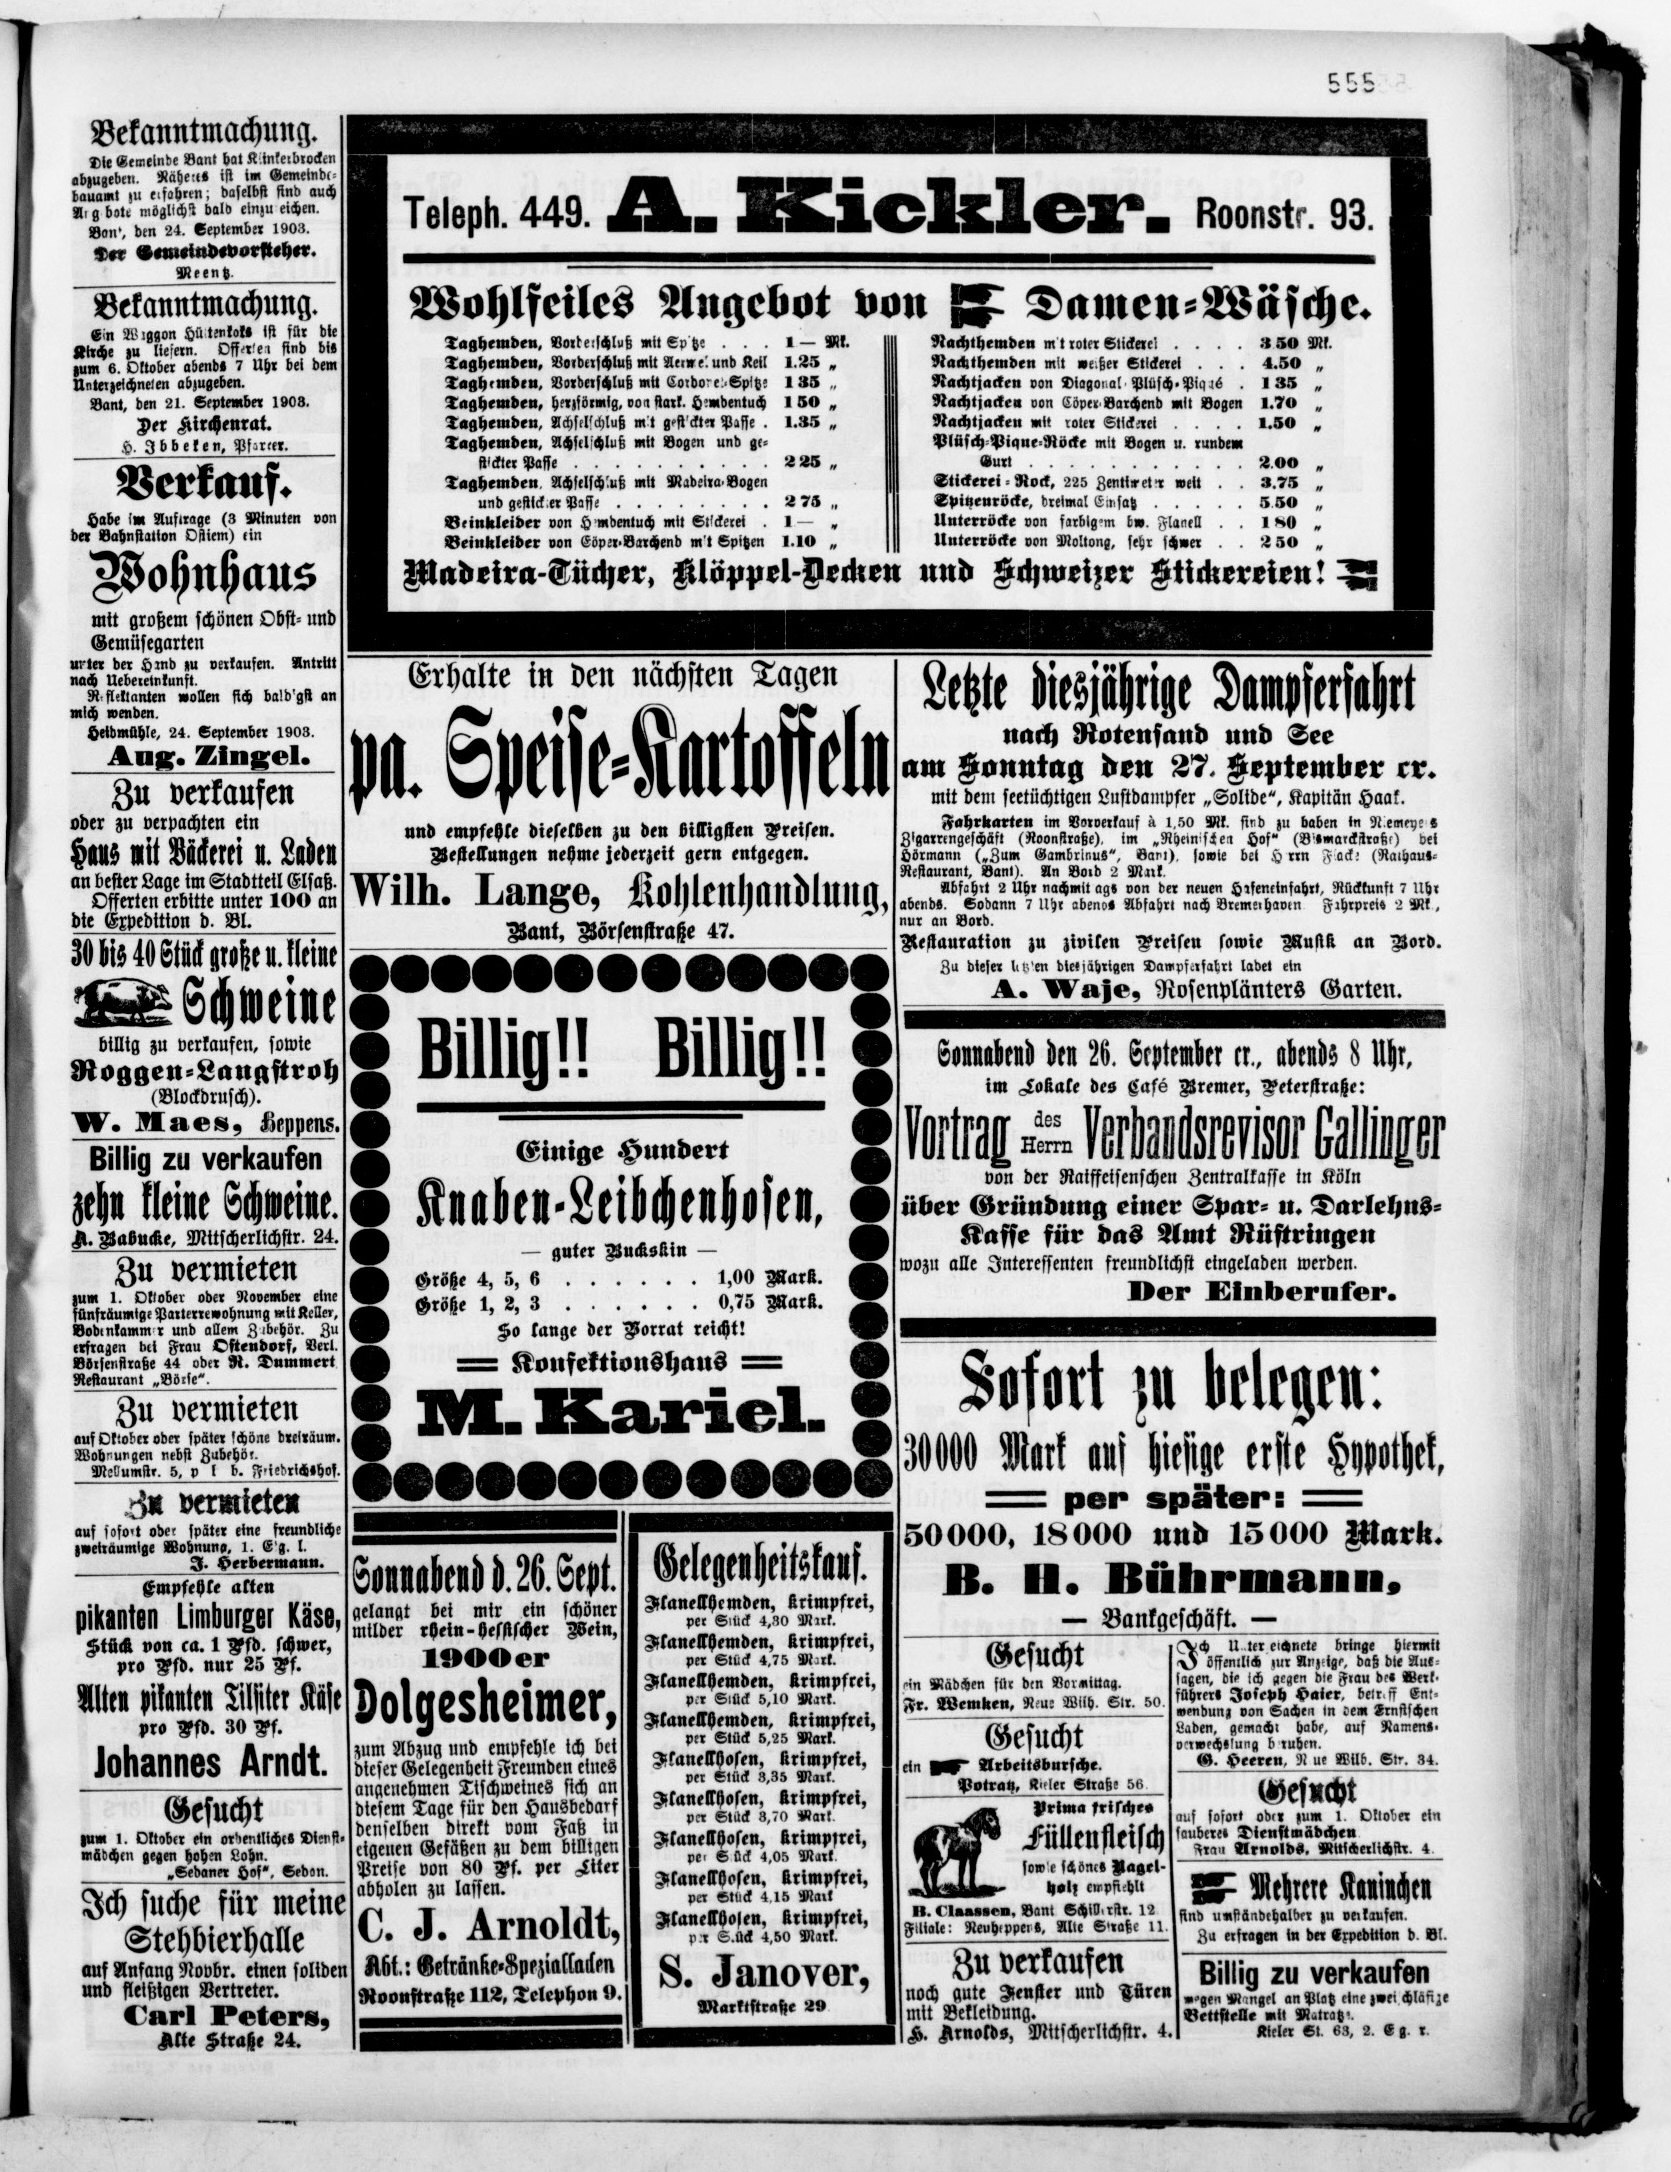 555
Bekanntmachung.
Die Gemeinde Bant hat Klinkerbrocken
abzugeben. Näheres ist im Gemeinde-
bauamt zu erfahren; daselbst sind auch
Angebote möglichst bald einzureichen.
Bant, den 24. September 1903.
Der Gemeindevorsteher.
Meentz.
Bekanntmachung.
Ein Waggon Hüttenkoks ist für die
Kirche zu liefern. Offerten sind bis
zum 6. Oktober abends 7 Uhr bei dem
Unterzeichneten abzugeben.
Bant, den 21. September 1903.
Der Kirchenrat.
H. Ibbeken, Pfarrer.
Verkauf.
Habe im Auftrage (3 Minuten von
der Bahnstation Ostiem) ein
Wohnhaus
mit großem schönen Obst- und
Gemüsegarten
unter der Hand zu verkaufen. Antritt
nach Uebereinkunft.
Reflektanten wollen sich bald'gst an
mich wenden.
Heidmühle, 24. September 1903.
Aug. Zingel.
Zu verkaufen
oder zu verpachten ein
Haus mit Bäckerei u. Laden
an bester Lage im Stadtteil Elsaß.
Offerten erbitte unter 100 an
die Expedition d. Bl.
30 bis 40 Stück große u. kleine
Schweine
billig zu verkaufen, sowie
Roggen-Langstroh
(Blockdrusch).
W. Maes, Heppens.
Billig zu verkaufen
zehn kleine Schweine.
A. Babucke, Mitscherlichstr. 24.
Zu vermieten
zum 1. Oktober oder November eine
fünfräumige Parterrewohnung mit Keller,
Bodenkammer und allem Zubehör. Zu
erfragen bei Frau Ostendorf, Verl.
Börsenstraße 44 oder R. Dummert
Restaurant „Börse“.
Zu vermieten
auf Oktober oder später schöne dreiräum.
Wohnungen nebst Zubehör.
Mellumstr. 5, p l b. Friedrichshof.
Zu vermieten
auf sofort oder später eine freundliche
zweiräumige Wohnung, 1. Etg. l.
J. Herbermann.
Empfehle alten
pikanten Limburger Käse,
Stück von ca. 1 Pfd. schwer,
pro Pfd. nur 25 Pf.
Alten pikanten Tilsiter Käse
pro Pfd. 30 Pf.
Johannes Arndt.
Gesucht
zum 1. Oktober ein ordentliches Dienst-
mädchen gegen hohen Lohn.
„Sedaner Hof“, Sedan.
Ich suche für meine
Stehbierhalle
auf Anfang Novbr. einen soliden
und fleißigen Vertreter.
Carl Peters,
Alte Straße 24.
Teleph. 449. A. Kickler. Roonstr. 93.
Wohlfeiles Angebot von Damen-Wäsche.
Taghemden, Vorderschluß mit Spitze . . . 1 — Mk.
Taghemden, Vorderschluß mit Aermel und Keil 1.25 „
Taghemden, Vorderschluß mit Cordonet-Spitze 1 35 „
Taghemden, herzförmig, von stark. Hemdentuch 1 50 „
Taghemden, Achselschluß mit gestickter Passe . 1.35 „
Taghemden, Achselschluß mit Bogen und ge-
stickter Passe . . . . . . . . . . 2 25 „
Taghemden, Achselschluß mit Madeira-Bogen
und gestickter Passe . . . . . . . . 2 75 „
Beinkleider von Hemdentuch mit Stickerei . 1 — „
Beinkleider von Cöper-Barchend mit Spitzen 1.10 „
Nachthemden mit roter Stickerei . . . . 3 50 Mk.
Nachthemden mit weißer Stickerei . . . 4.50 „
Nachtjacken von Diagonal-Plüsch-Piqué . 1 35 „
Nachtjacken von Cöper-Barchend mit Bogen 1.70 „
Nachtjacken mit roter Stickerei . . . . 1.50 „
Plüsch-Pique-Röcke mit Bogen u. rundem
Gurt . . . . . . . . . . . 2.00 „
Stickerei-Rock, 225 Zentimeter weit . . 3.75 „
Spitzenröcke, dreimal Einsatz . . . . . 5 50 „
Unterröcke von farbigem bw. Flanell . . 1 80 „
Unterröcke von Moltong, sehr schwer . . 2 50 „
Madeira-Tücher, Klöppel-Decken und Schweizer Stickereien!
Erhalte in den nächsten Tagen
pa. Speise-Kartoffeln
und empfehle dieselben zu den billigsten Preisen.
Bestellungen nehme jederzeit gern entgegen.
Wilh. Lange, Kohlenhandlung,
Bant, Börsenstraße 47.
Billig!! Billig!!
Einige Hundert
Knaben-Leibchenhosen,
— guter Buckskin —
Größe 4, 5, 6 . . . . . . 1,00 Mark.
Größe 1, 2, 3 . . . . . . 0,75 Mark.
So lange der Vorrat reicht!
Konfektionshaus
M. Kariel.
Sonnabend d. 26. Sept.
gelangt bei mir ein schöner
milder rhein-hessischer Wein,
1900er
Dolgesheimer,
zum Abzug und empfehle ich bei
dieser Gelegenheit Freunden eines
angenehmen Tischweines sich an
diesem Tage für den Hausbedarf
denselben direkt vom Faß in
eigenen Gefäßen zu dem billigen
Preise von 80 Pf. per Liter
abholen zu lassen.
C. J. Arnoldt,
Abt.: Getränke-Spezialladen
Roonstraße 112, Telephon 9.
Gelegenheitskauf.
Flanellhemden, krimpfrei,
per Stück 4,30 Mark.
Flanellhemden, krimpfrei,
per Stück 4,75 Mark.
Flanellhemden, krimpfrei,
per Stück 5,10 Mark.
Flanellhemden, krimpfrei,
per Stück 5,25 Mark.
Flanellhosen, krimpfrei,
per Stück 3,35 Mark.
Flanellhosen, krimpfrei,
per Stück 3,70 Mark.
Flanellhosen, krimpfrei,
per Stück 4,05 Mark.
Flanellhosen, krimpfrei,
per Stück 4,15 Mark
Flanellhosen, krimpfrei,
per Stück 4,50 Mark.
S. Janover,
Marktstraße 29
Letzte diesjährige Dampferfahrt
nach Rotensand und See
am Sonntag den 27. September cr.
mit dem seetüchtigen Lustdampfer „Solide“, Kapitän Haak.
Fahrkarten im Vorverkauf à 1,50 Mk. sind zu haben in Niemeyers
Zigarrengeschäft (Roonstraße), im „Rheinischen Hof“ (Bismarckstraße) bei
Hörmann („Zum Gambrinus“, Bant), sowie bei Herrn Facke (Rathaus-
Restaurant, Bant). An Bord 2 Mark.
Abfahrt 2 Uhr nachmittags von der neuen Hafeneinfahrt, Rückkunft 7 Uhr
abends. Sodann 7 Uhr abends Abfahrt nach Bremerhaven. Fahrpreis 2 Mk.,
nur an Bord.
Restauration zu zivilen Preisen sowie Musik an Bord.
Zu dieser letzten diesjährigen Dampferfahrt ladet ein
A. Waje, Rosenplänters Garten.
Sonnabend den 26. September cr., abends 8 Uhr,
im Lokale des Café Bremer, Peterstraße:
Vortrag des Herrn Verbandsrevisor Gallinger
von der Raiffeisenschen Zentralkasse in Köln
über Gründung einer Spar- u. Darlehns-
Kasse für das Amt Rüstringen
wozu alle Interessenten freundlichst eingeladen werden.
Der Einberufer.
Sofort zu belegen:
30000 Mark auf hiesige erste Hypothek,
per später:
50000, 18000 und 15000 Mark.
B. H. Bührmann,
— Bankgeschäft. —
Gesucht
ein Mädchen für den Vormittag.
Fr. Wemken, Neue Wilh. Str. 50.
Gesucht
ein Arbeitsbursche.
Potratz, Kieler Straße 56.
Prima frisches
Füllenfleisch
sowie schönes Nagel-
holz empfiehlt
B. Claassen, Bant Schillerstr. 12
Filiale: Neuheppens, Alte Straße 11.
Zu verkaufen
noch gute Fenster und Türen
mit Bekleidung.
H. Arnolds, Mitscherlichstr. 4.
Ich Unterzeichnete bringe hiermit
öffentlich zur Anzeige, daß die Aus-
sagen, die ich gegen die Frau des Werk-
führers Joseph Haier, betreff Ent-
wendung von Sachen in dem Ernstschen
Laden, gemacht habe, auf Namens-
verwechslung beruhen.
G. Heeren, Neue Wilh. Str. 34.
Gesucht
auf sofort oder zum 1. Oktober ein
sauberes Dienstmädchen
Frau Arnolds, Mitscherlichstr. 4.
Mehrere Kaninchen
sind umständehalber zu verkaufen.
Zu erfragen in der Expedition d. Bl.
Billig zu verkaufen
wegen Mangel an Platz eine zweischläfige
Bettstelle mit Matratze.
Kieler St. 63, 2. Eg. r.